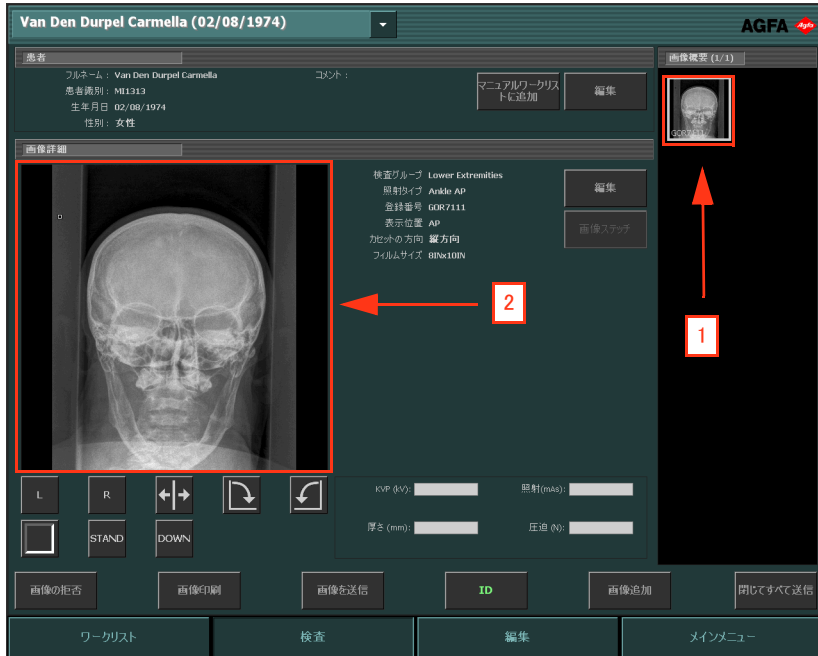 Van Den Durpel Carmella (02/08/1974)
AGFA
Agfa
患者
フルネーム : Van Den Durpel Carmella
患者識別 : MI1313
生年月日 02/08/1974
性別 : 女性
コメント :
マニュアルワークリス
トに追加
編集
画像概要 (1/1)
GOR7111
1
画像詳細
2
検査グループ Lower Extremities
照射タイプ Ankle AP
登録番号 GOR7111
表示位置 AP
カセットの方向 縦方向
フィルムサイズ 8INx10IN
編集
画像ステッチ
L
R
STAND
DOWN
KVP (kV):
照射(mAs):
厚さ (mm):
圧迫 (N):
画像の拒否
画像印刷
画像を送信
ID
画像追加
閉じてすべて送信
ワークリスト
検査
編集
メインメニュー